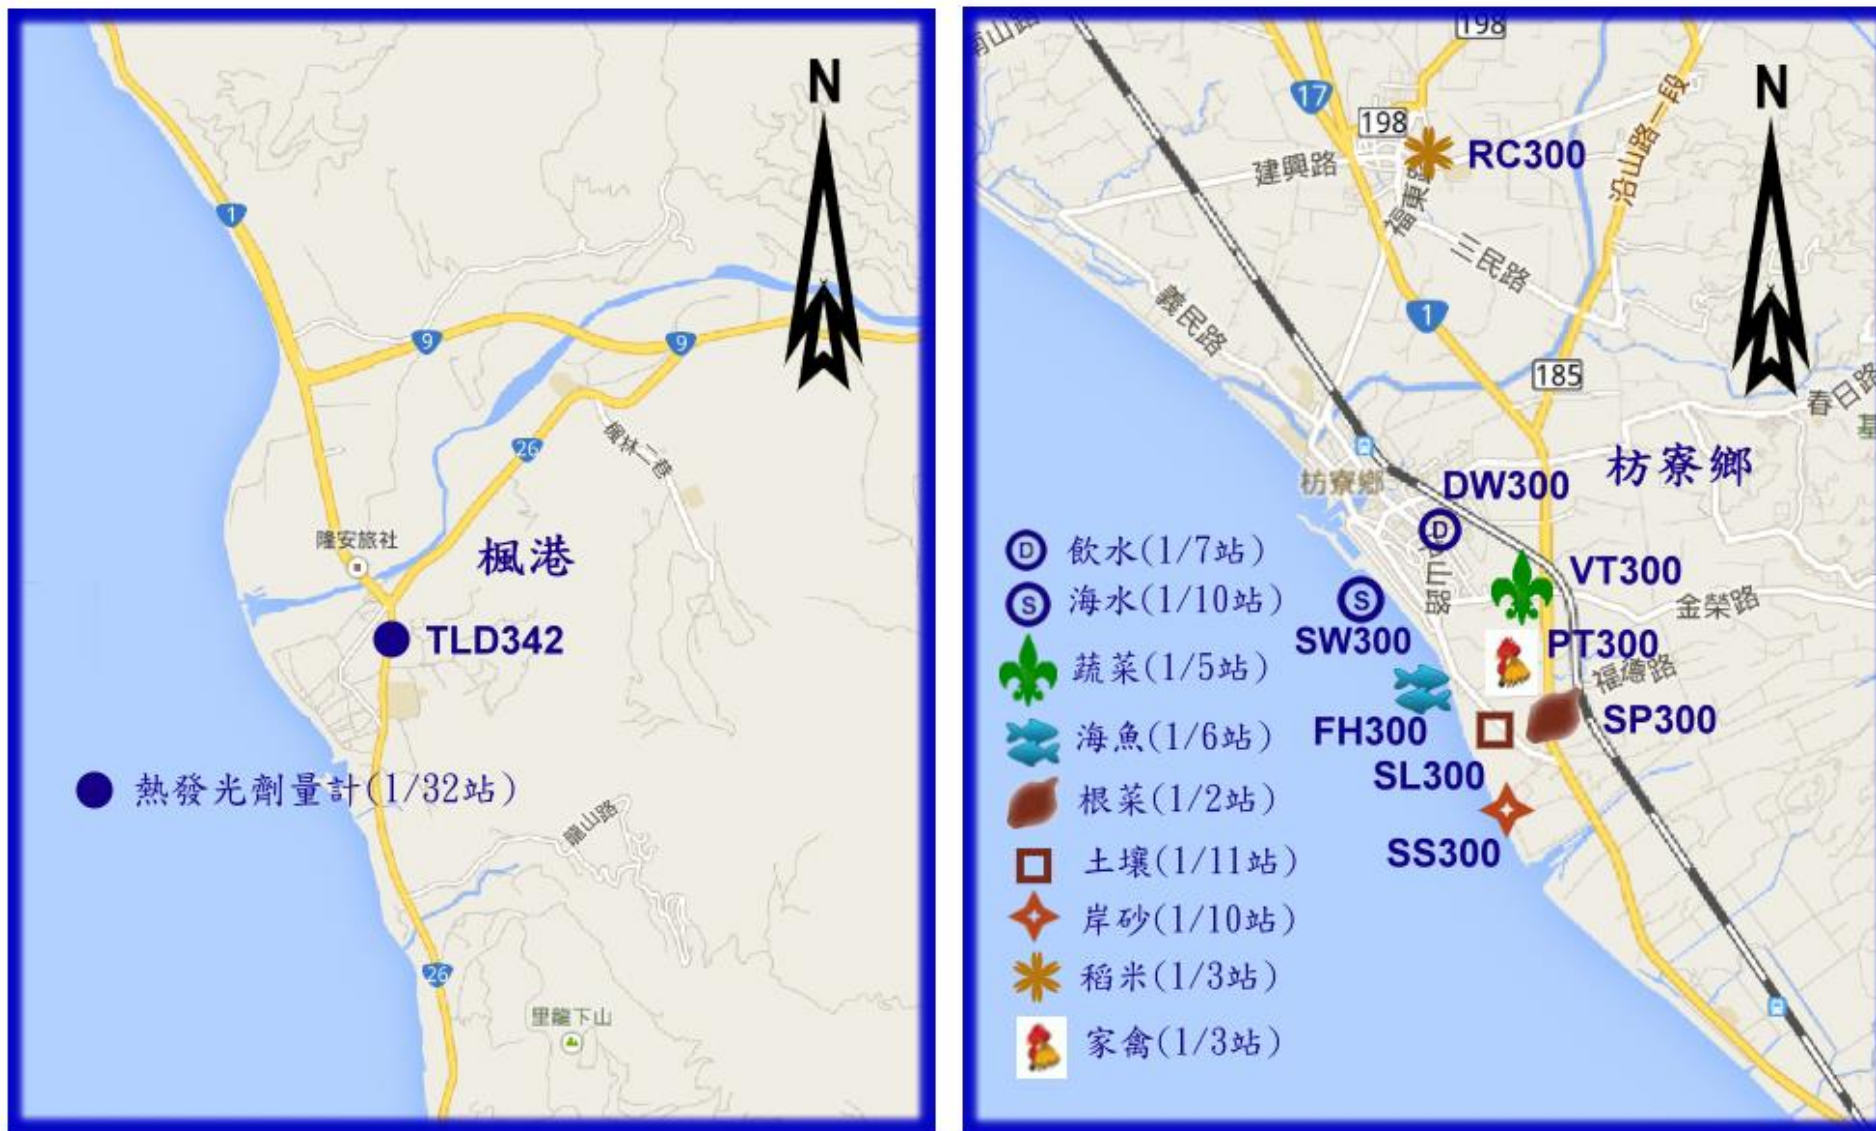 N
1
9
9
26
楓林二巷
隆安旅社
楓港
TLD342
熱發光劑量計(1/32站)
龍山路
26
里龍下山
南山路
198
17
N
198
RC300
建興路
福東路
沿山路一段
三民路
義民路
1
185
春日路
枋寮鄉
枋寮鄉
DW300
D
D
飲水(1/7站)
VT300
S
海水(1/10站)
S
金榮路
SW300
PT300
蔬菜(1/5站)
SP300
海魚(1/6站)
FH300
SL300
根菜(1/2站)
SS300
土壤(1/11站)
岸砂(1/10站)
稻米(1/3站)
家禽(1/3站)